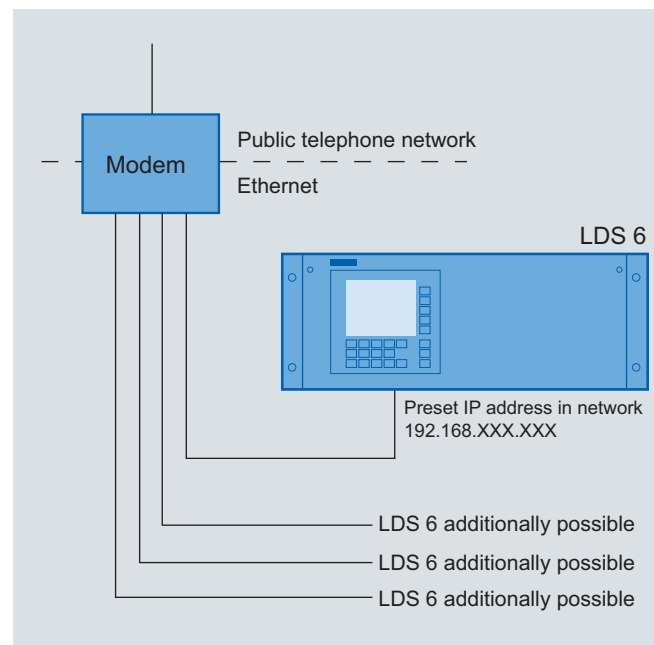 Public telephone network
Modem
Ethernet
LDS 6
Preset IP address in network
192.168.XXX.XXX
LDS 6 additionally possible
LDS 6 additionally possible
LDS 6 additionally possible